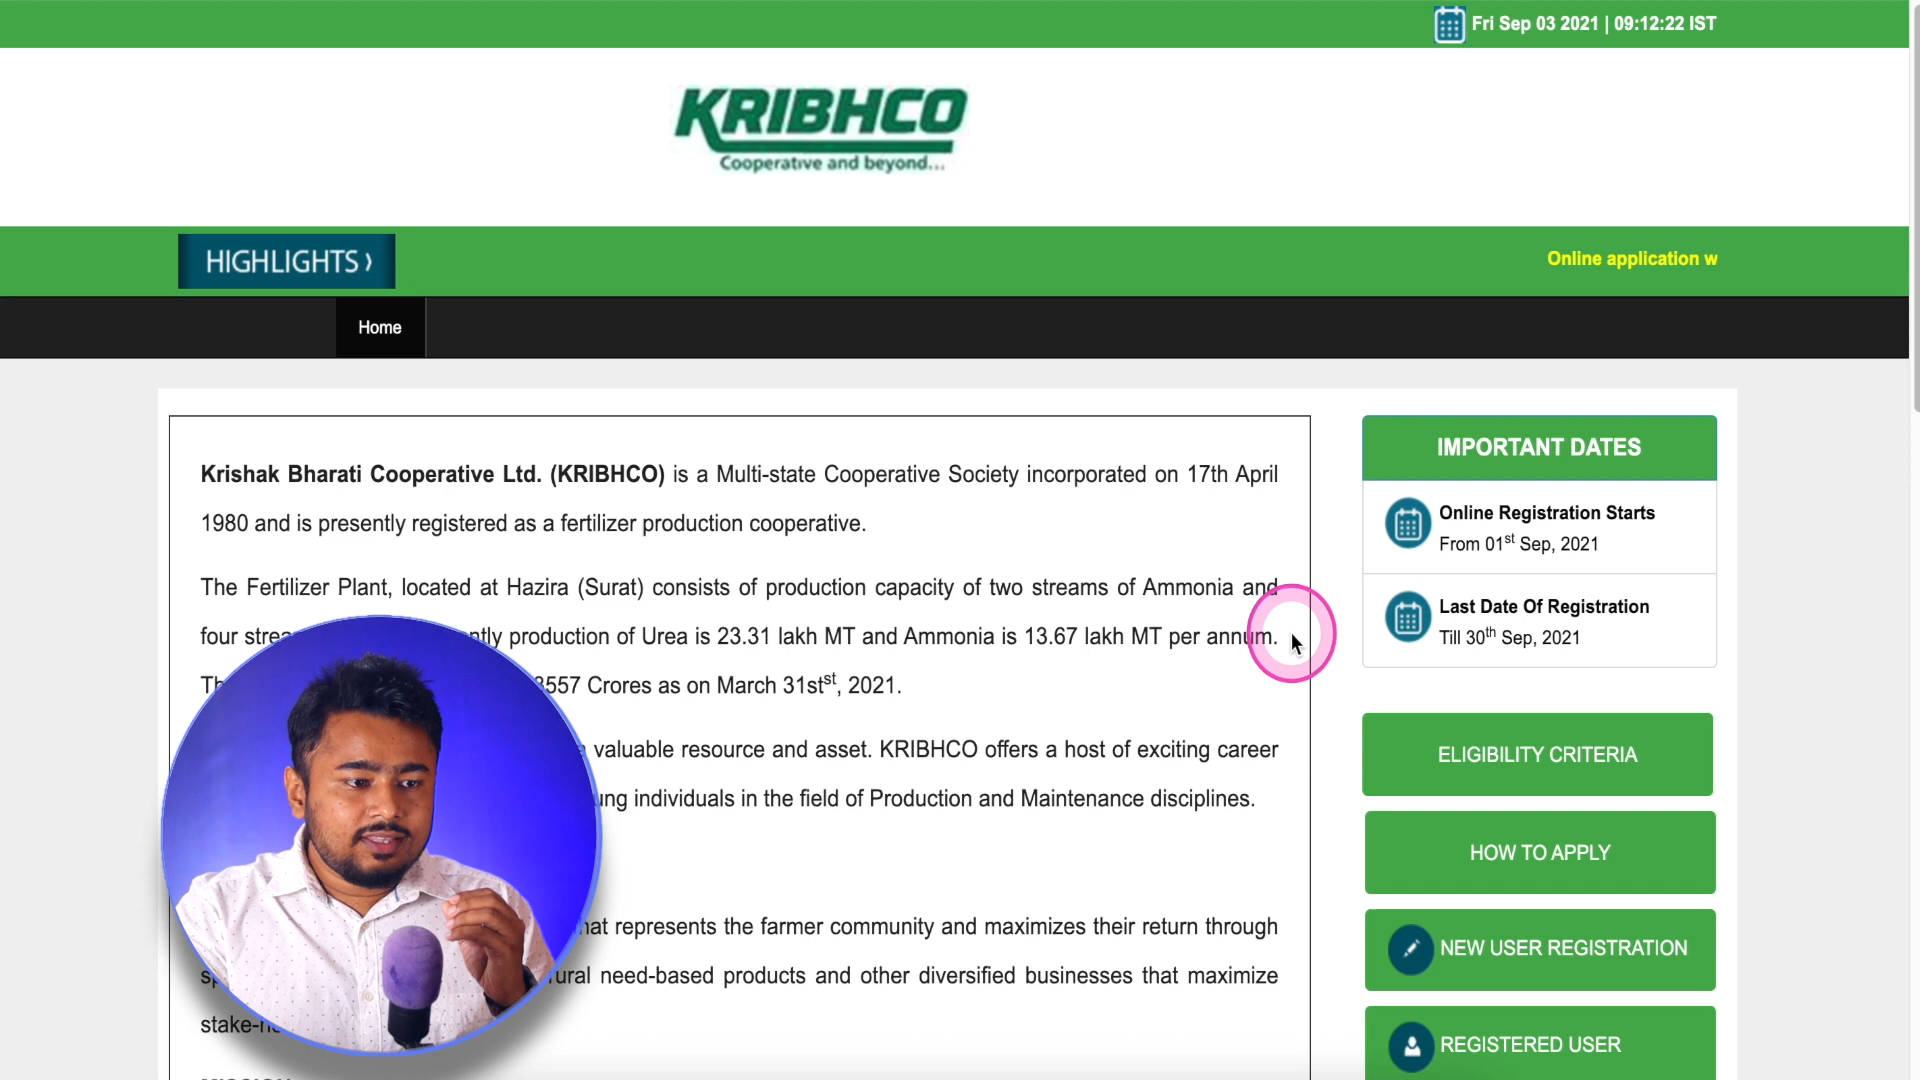 Fri Sep 03 2021 | 09:12:22 IST
KRIBHCO
Cooperative and beyond...
HIGHLIGHTS ›
Online application w
Home
Krishak Bharati Cooperative Ltd. (KRIBHCO) is a Multi-state Cooperative Society incorporated on 17th April
1980 and is presently registered as a fertilizer production cooperative.
The Fertilizer Plant, located at Hazira (Surat) consists of production capacity of two streams of Ammonia and
four production of Urea is 23.31 lakh MT and Ammonia is 13.67 lakh MT per annum.
Crores as on March 31stst, 2021.
valuable resource and asset. KRIBHCO offers a host of exciting career
individuals in the field of Production and Maintenance disciplines.
represents the farmer community and maximizes their return through
need-based products and other diversified businesses that maximize
IMPORTANT DATES
Online Registration Starts
From 01st Sep, 2021
Last Date Of Registration
Till 30th Sep, 2021
ELIGIBILITY CRITERIA
HOW TO APPLY
NEW USER REGISTRATION
REGISTERED USER